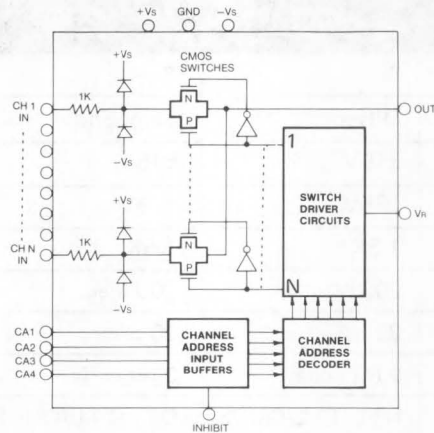 +Vs GND −Vs
+Vs
CMOS
SWITCHES
CH 1
IN
1K
N
P
−Vs
OUT
1
SWITCH
DRIVER
CIRCUITS
VR
+Vs
CH N
IN
1K
N
P
−Vs
N
CA1
CA2
CA3
CA4
CHANNEL
ADDRESS
INPUT
BUFFERS
CHANNEL
ADDRESS
DECODER
INHIBIT